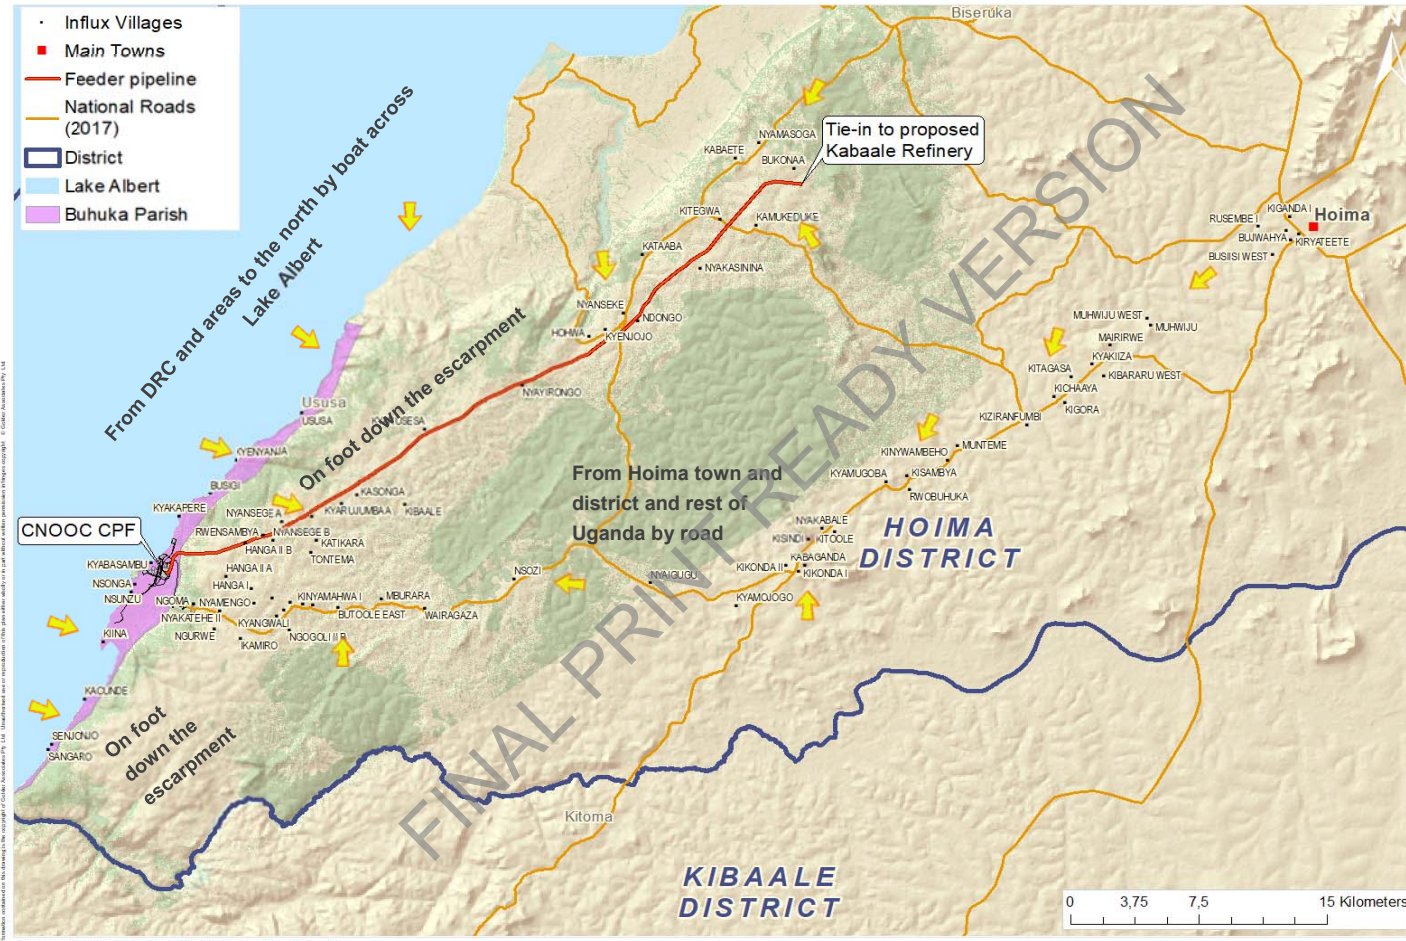 Influx Villages
Main Towns
Feeder pipeline
National Roads
(2017)
District
Lake Albert
Buhuka Parish
Biseruka
N
From DRC and areas to the north by boat across
Lake Albert
Tie-in to proposed
Kabaale Refinery
NYAMASOGA
KABAETE
BUKONAA
KITEGWA
KAMUKEDUKE
KATAABA
NYAKASININA
KIGANDA I
Hoima
RUSEMBE I
BUJWAHYA
KIRYATEETE
BUSIISI WEST
NYANSEKE
NDONGO
HOHWA
KYENJOJO
MUHWIJU WEST
MUHWIJU
MAIRIRWE
KYAKIIZA
KITAGASA
KIBARARU WEST
KICHAAYA
KIGORA
KIZIRANFUMBI
On foot down the escarpment
NYAYIRONGO
Ususa
USUSA
KYENYANJA
BUSIGI
KYAKAPERE
MUNTEME
KINYWAMBEHO
KYAMUGOBA
KISAMBYA
RWOBUHUKA
From Hoima town and
district and rest of
Uganda by road
KASONGA
KYARUJUMBAA
KIBAALE
NYANSEGE A
RWENSAMBYA
NYANSEGE B
HANGA II B
KATIKARA
TONTEMA
CNOOC CPF
KYABASAMBU
HANGA II A
NSONGA
HANGA I
NSUNZU
NGOMA
NYAMENGO
KINYAMAHWA I
MBURARA
NYAKATEHE II
KYANGWALI
BUTOOLE EAST
WAIRAGAZA
NGURWE
IKAMIRO
NGOGOLI II B
KIINA
NSOZI
NYAKABALE
KISINDI
KITOOLE
KABAGANDA
KIKONDA II
KIKONDA I
NYAIGUGU
KYAMOJOGO
HOIMA
DISTRICT
KACUNDE
SENJONJO
SANGARO
On foot
down the
escarpment
Kitoma
KIBAALE
DISTRICT
0 3,75 7,5 15 Kilometers
FINAL PRINT READY VERSION